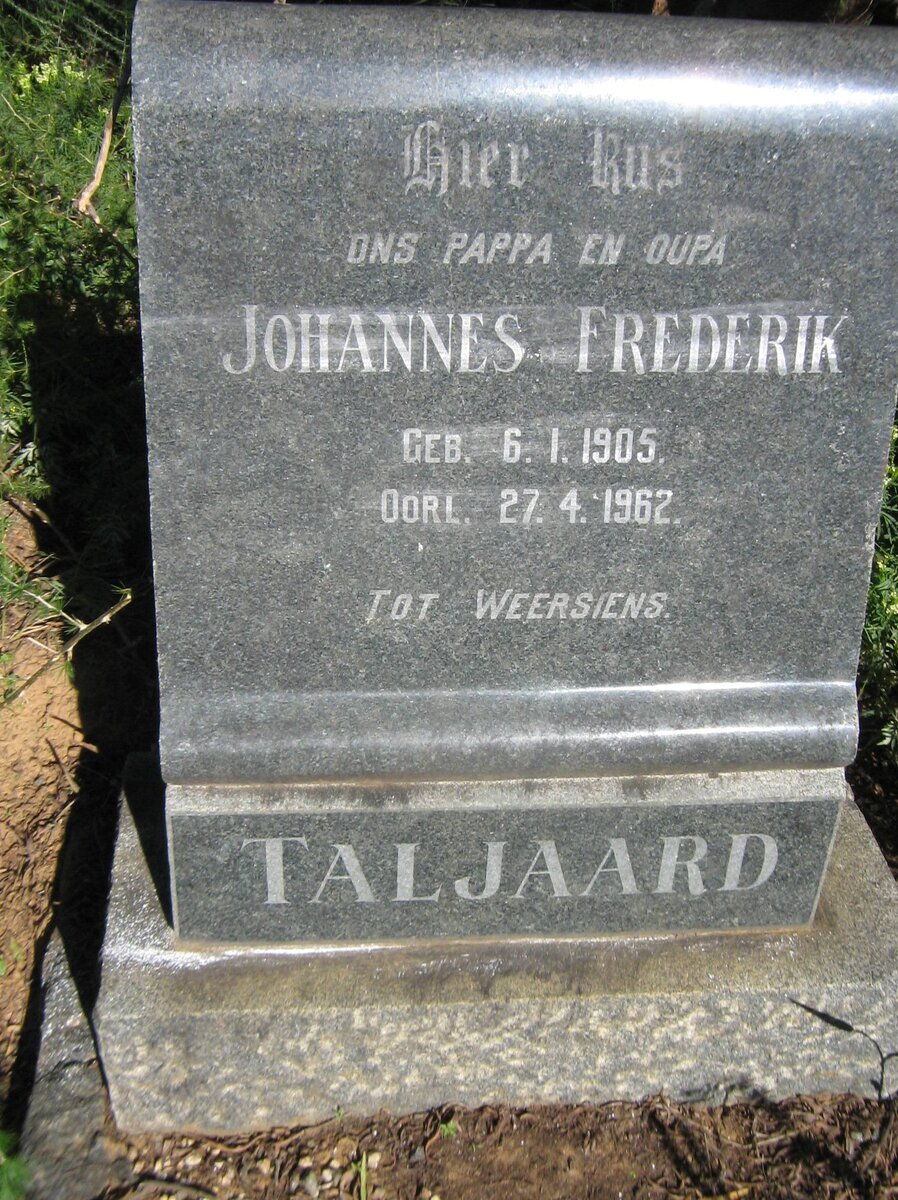 Hier Rus
ONS PAPPA EN OUPA
JOHANNES FREDERIK
GEB. 6.1.1905.
OORL. 27.4.1962.
TOT WEERSIENS.
TALJAARD